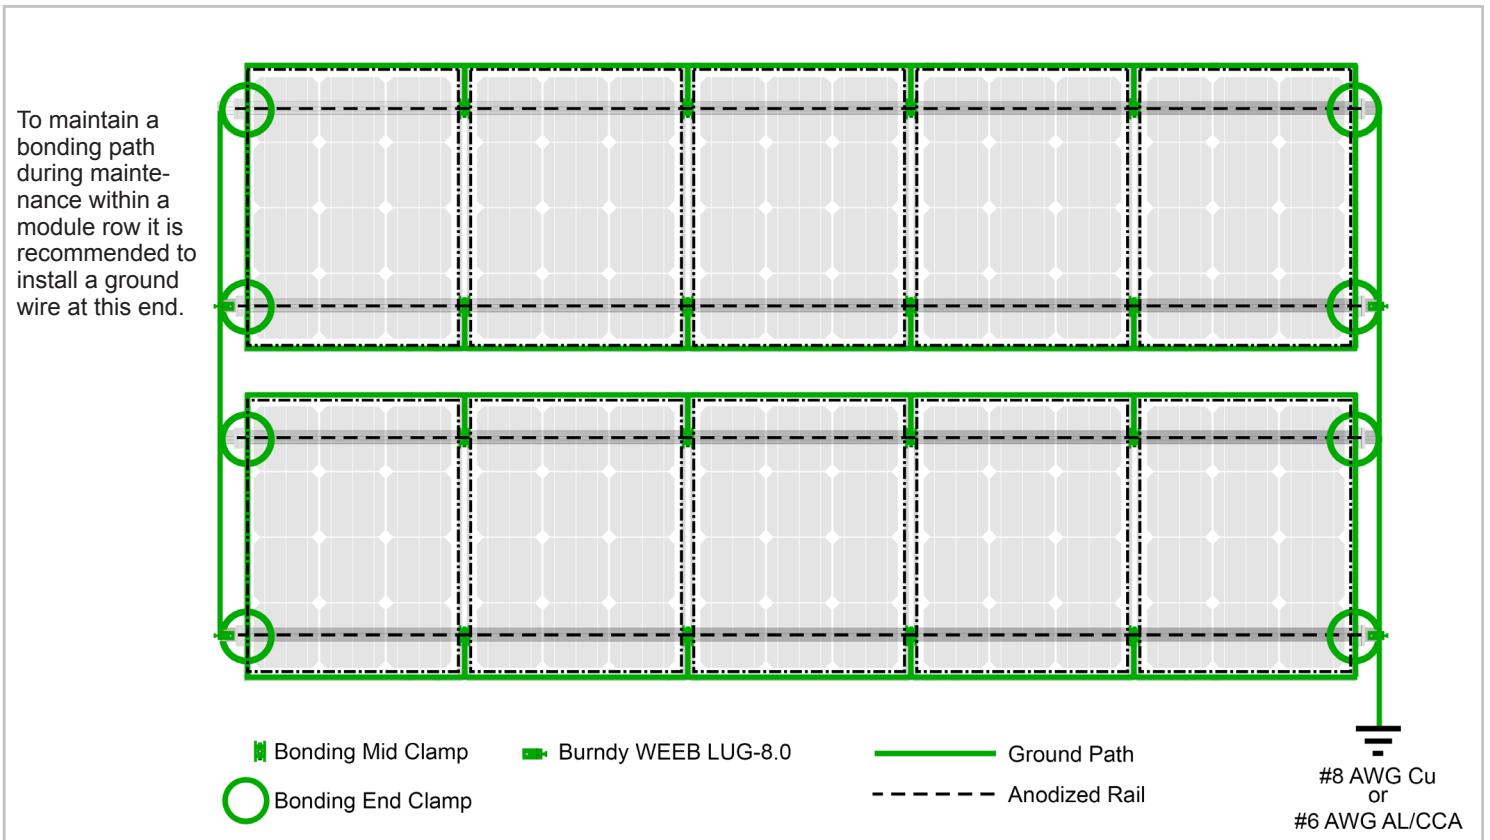 To maintain a
bonding path
during mainte-
nance within a
module row it is
recommended to
install a ground
wire at this end.
Bonding Mid Clamp
Burndy WEEB LUG-8.0
Ground Path
Bonding End Clamp
Anodized Rail
#8 AWG Cu
or
#6 AWG AL/CCA